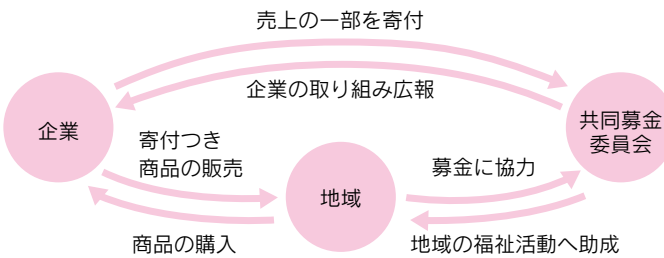 売上の一部を寄付
企業の取り組み広報
企業
共同募金
委員会
寄付つき
商品の販売
募金に協力
地域
商品の購入
地域の福祉活動へ助成